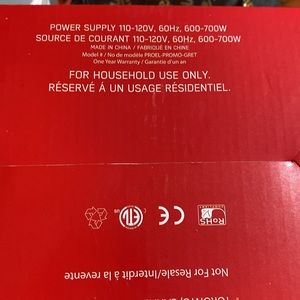 POWER SUPPLY 110-120V, 60Hz, 600-700W
SOURCE DE COURANT 110-120V, 60Hz, 600-700W
MADE IN CHINA / FABRIQUÉ EN CHINE
Model # / No de modèle PROEL-PROMO-GRET
One Year Warranty / Garantie d'un an
FOR HOUSEHOLD USE ONLY.
RÉSERVÉ À UN USAGE RÉSIDENTIEL.
RoHS
CE
ETL
Not For Resale/Interdit à la
revente